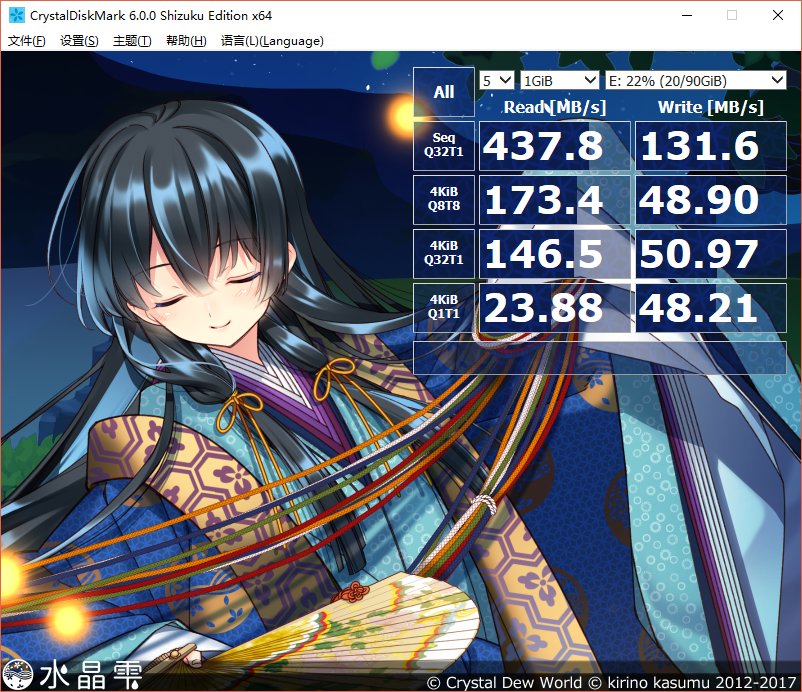 CrystalDiskMark 6.0.0 Shizuku Edition x64
文件(F) 设置(S) 主题(T) 帮助(H) 语言(L)(Language)
All 5 1GiB E: 22% (20/90GiB)
Read [MB/s] Write [MB/s]
Seq
Q32T1 437.8 131.6
4KiB
Q8T8 173.4 48.90
4KiB
Q32T1 146.5 50.97
4KiB
Q1T1 23.88 48.21
水晶雫
© Crystal Dew World © kirino kasumu 2012-2017